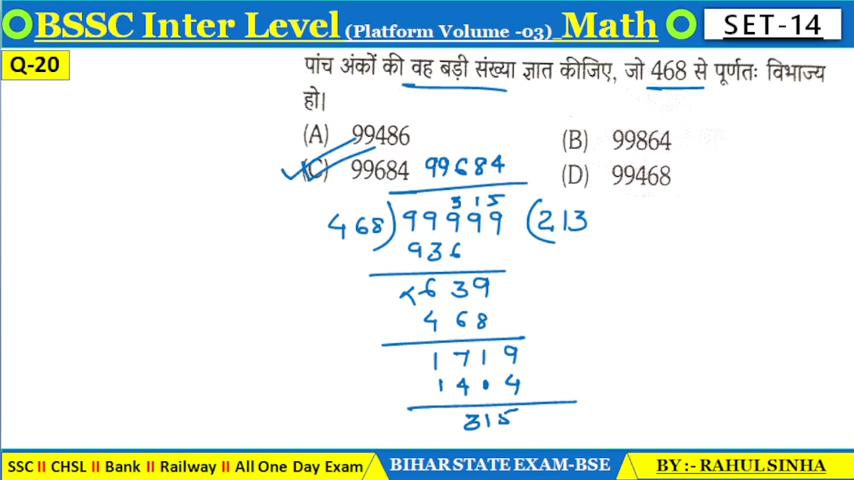 BSSC Inter Level (Platform Volume -03) Math SET-14
Q-20
पांच अंकों की वह बड़ी संख्या ज्ञात कीजिए, जो 468 से पूर्णतः विभाज्य
हो।
(A) 99486 (B) 99864
(C) 99684 99684 (D) 99468
315
468) 99999 (213
936
×639
468
1719
1404
315
SSC II CHSL II Bank II Railway II All One Day Exam BIHAR STATE EXAM-BSE BY :- RAHUL SINHA